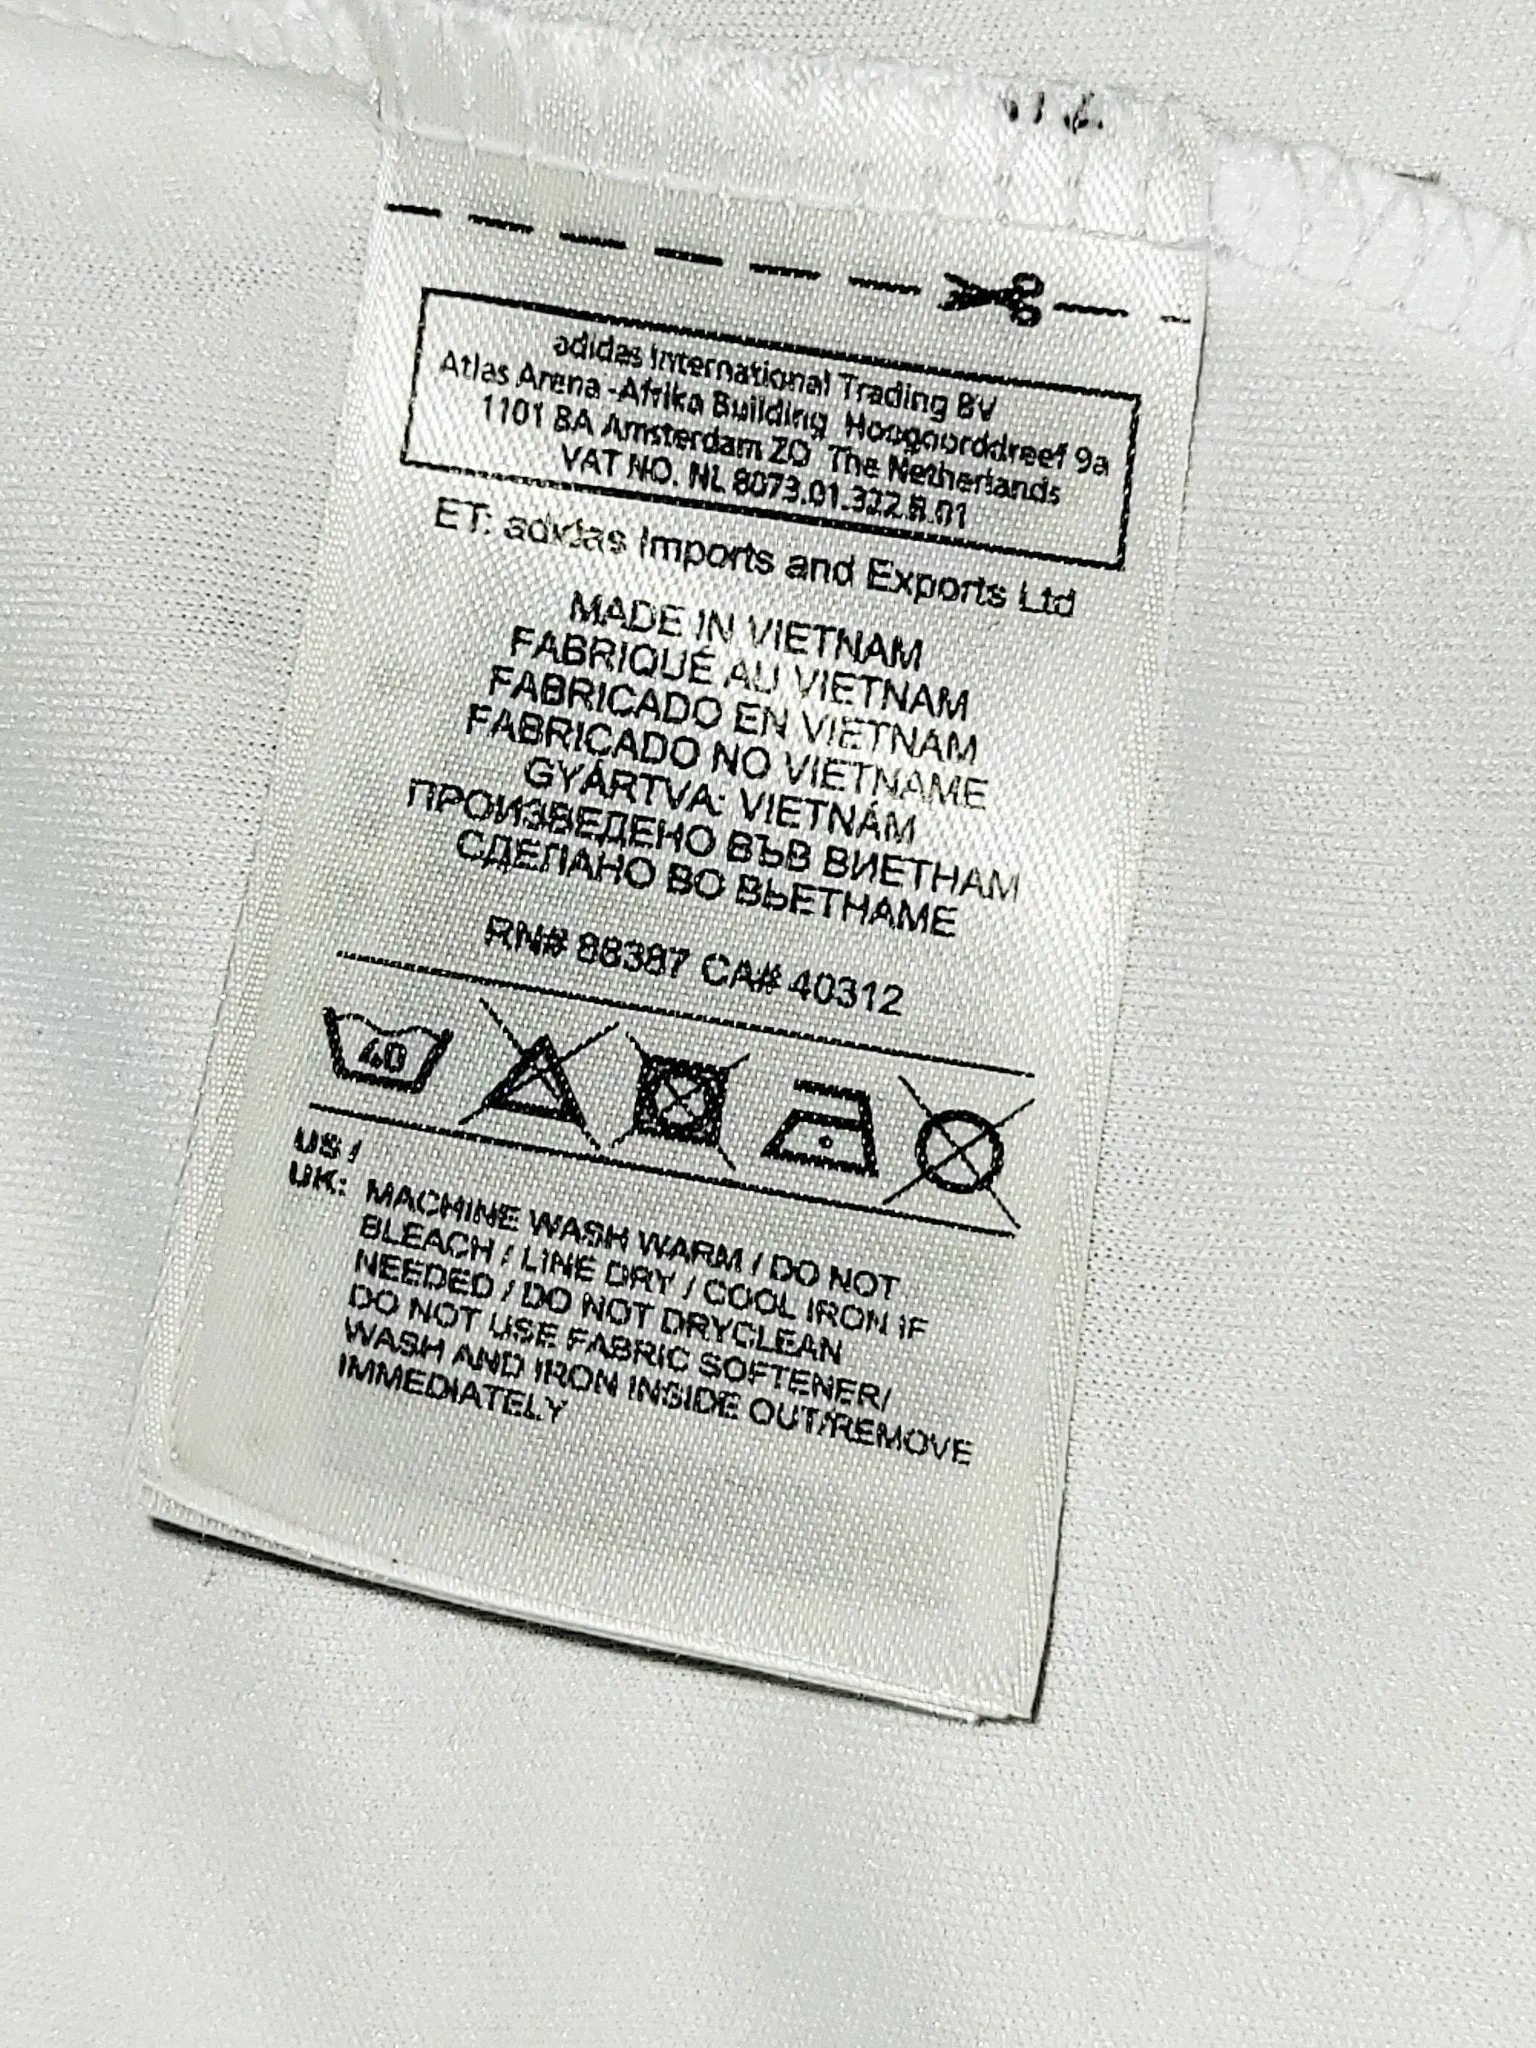 adidas International Trading BV
Atlas Arena -Afrika Building Hoogoorddreef 9a
1101 BA Amsterdam ZO The Netherlands
VAT NO. NL 8073.01.322.B.01
ET: adidas Imports and Exports Ltd
MADE IN VIETNAM
FABRIQUÉ AU VIETNAM
FABRICADO EN VIETNAM
FABRICADO NO VIETNAME
GYÁRTVA: VIETNÁM
ПРОИЗВЕДЕНО ВЪВ ВИЕТНАМ
СДЕЛАНО ВО ВЬЕТНАМЕ
RN# 88387 CA# 40312
40
US /
UK: MACHINE WASH WARM / DO NOT
BLEACH / LINE DRY / COOL IRON IF
NEEDED / DO NOT DRYCLEAN
DO NOT USE FABRIC SOFTENER/
WASH AND IRON INSIDE OUT/REMOVE
IMMEDIATELY